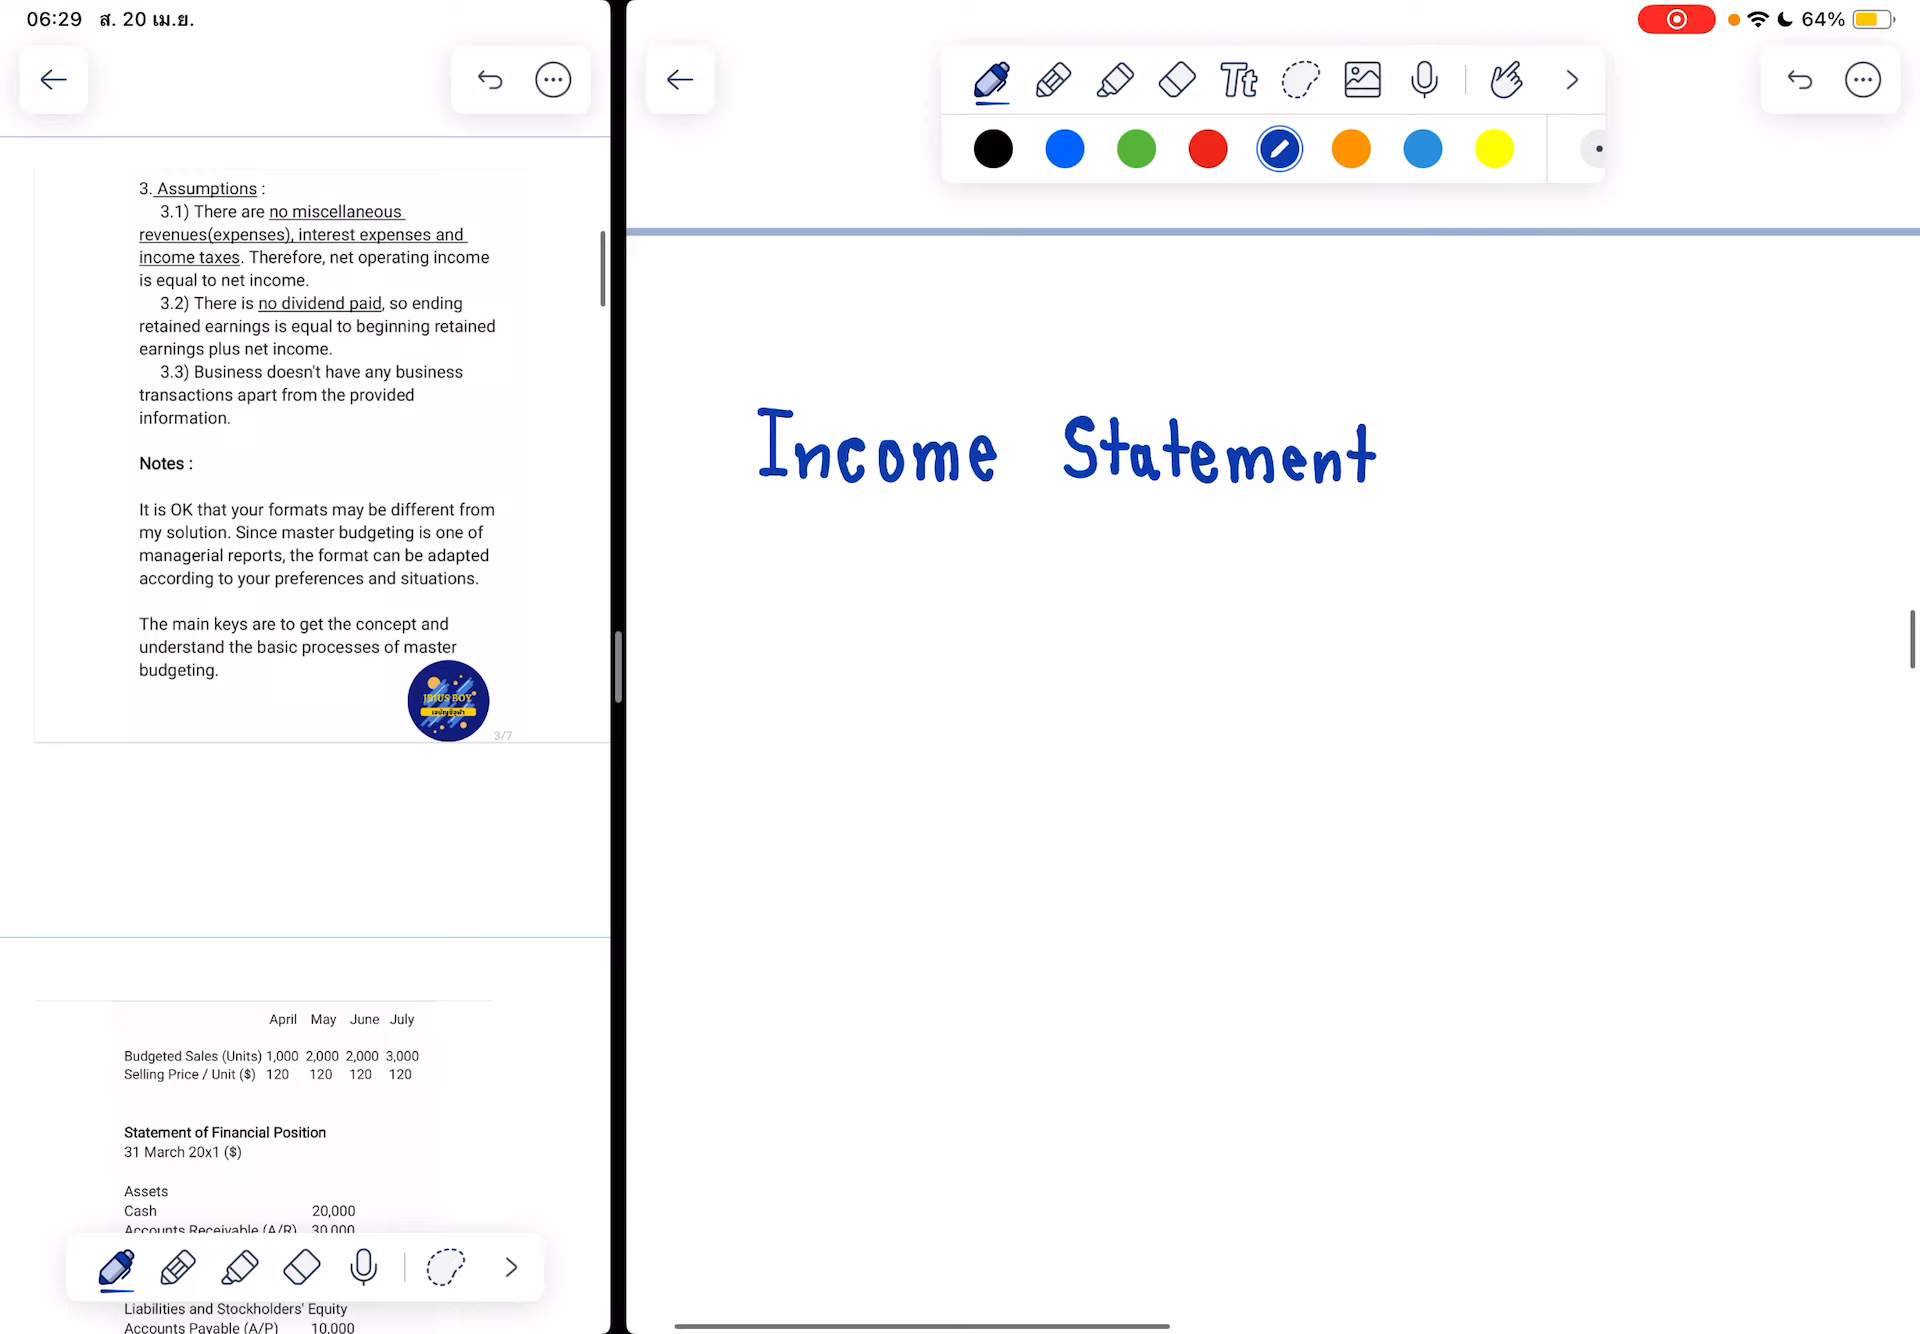 06:29 ส. 20 เม.ย.
64%
Tt
3. Assumptions :
3.1) There are no miscellaneous
revenues(expenses), interest expenses and
income taxes. Therefore, net operating income
is equal to net income.
3.2) There is no dividend paid, so ending
retained earnings is equal to beginning retained
earnings plus net income.
3.3) Business doesn't have any business
transactions apart from the provided
information.
Notes :
It is OK that your formats may be different from
my solution. Since master budgeting is one of
managerial reports, the format can be adapted
according to your preferences and situations.
The main keys are to get the concept and
understand the basic processes of master
budgeting.
3/7
April May June July
Budgeted Sales (Units) 1,000 2,000 2,000 3,000
Selling Price / Unit ($) 120 120 120 120
Statement of Financial Position
31 March 20x1 ($)
Assets
Cash 20,000
Accounts Receivable (A/R) 30,000
Liabilities and Stockholders' Equity
Accounts Payable (A/P) 10,000
Income Statement